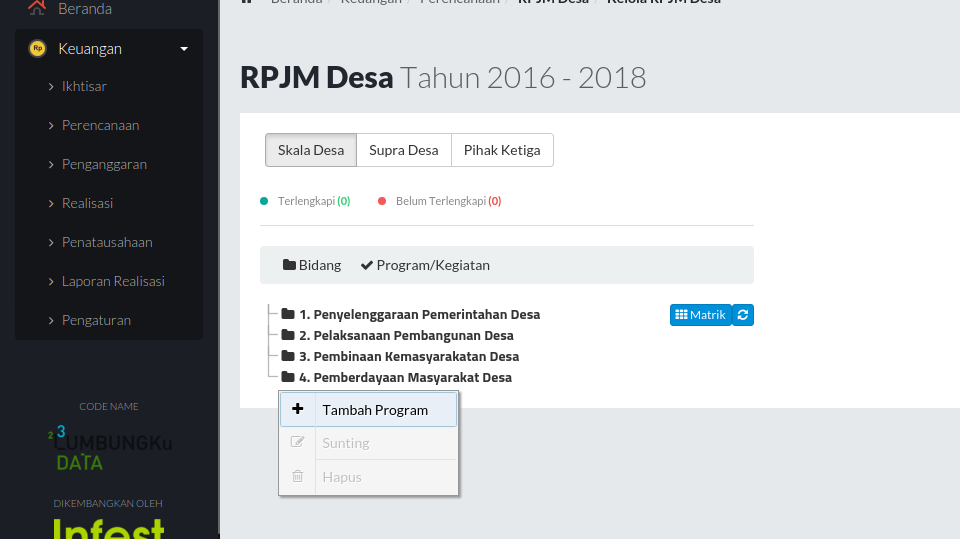 Beranda / Keuangan / Perencanaan / RPJM Desa / Kelola RPJM Desa
Beranda
Keuangan
Ikhtisar
Perencanaan
Penganggaran
Realisasi
Penatausahaan
Laporan Realisasi
Pengaturan
CODE NAME
2 3
LUMBUNGKu
DATA
DIKEMBANGKAN OLEH
Infest
RPJM Desa Tahun 2016 - 2018
Skala Desa Supra Desa Pihak Ketiga
Terlengkapi (0) Belum Terlengkapi (0)
Bidang Program/Kegiatan
1. Penyelenggaraan Pemerintahan Desa Matrik
2. Pelaksanaan Pembangunan Desa
3. Pembinaan Kemasyarakatan Desa
4. Pemberdayaan Masyarakat Desa
Tambah Program
Sunting
Hapus